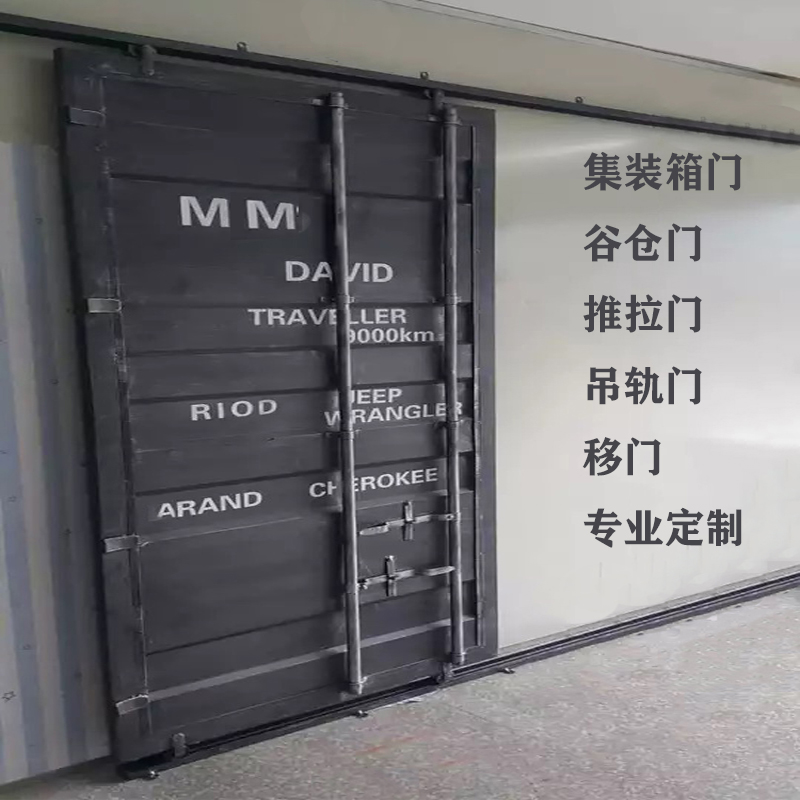 MM
DAVID
TRAVELLER
9000km
JEEP
RIOD WRANGLER
ARAND CHEROKEE
集装箱门
谷仓门
推拉门
吊轨门
移门
专业定制